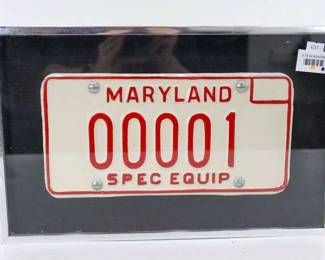 MARYLAND
00001
SPEC EQUIP